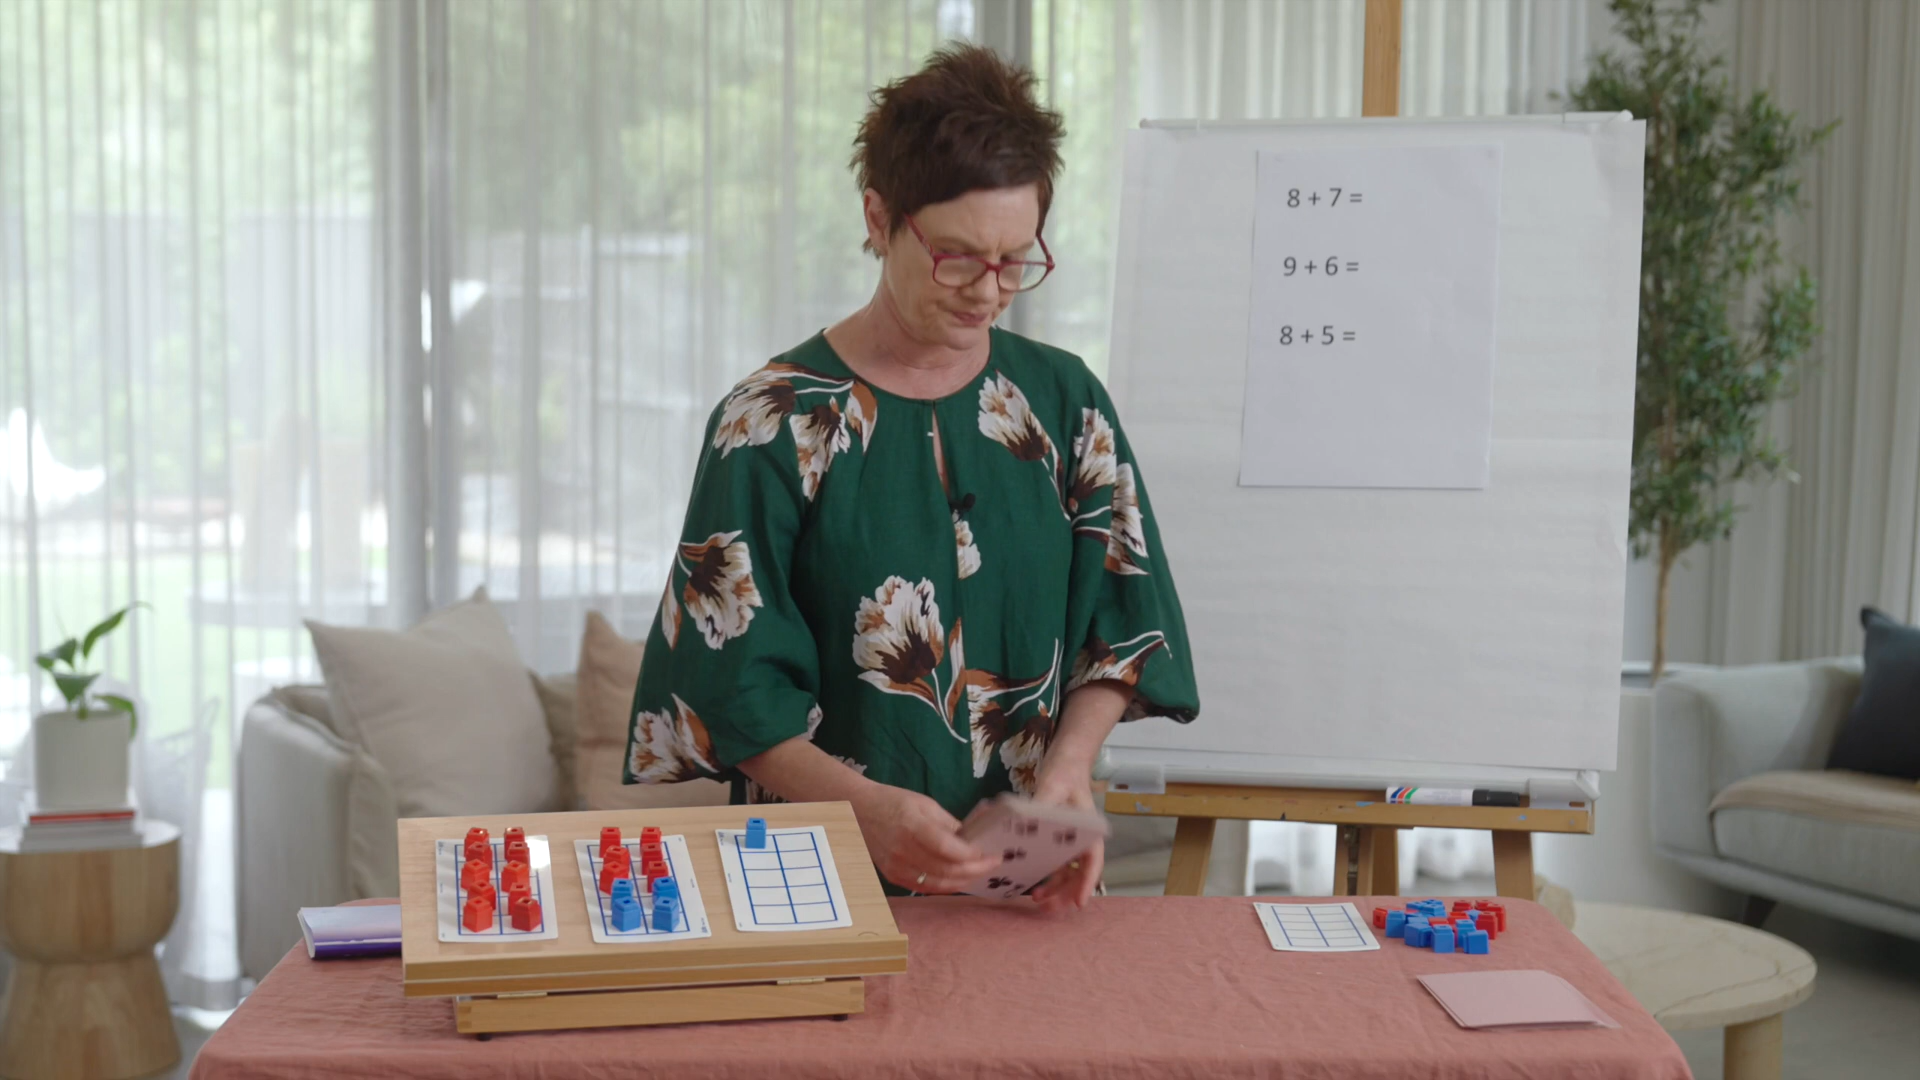 8 + 7 =
9 + 6 =
8 + 5 =